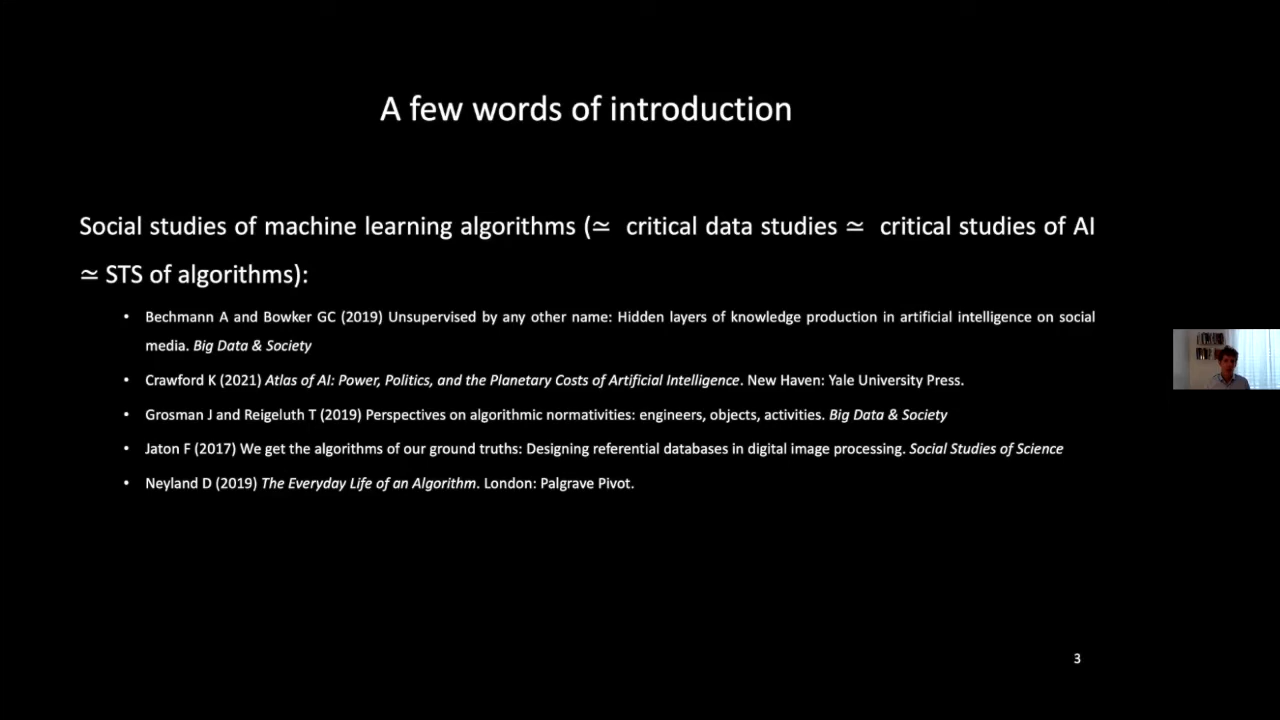 A few words of introduction
Social studies of machine learning algorithms (≃ critical data studies ≃ critical studies of AI
≃ STS of algorithms):
• Bechmann A and Bowker GC (2019) Unsupervised by any other name: Hidden layers of knowledge production in artificial intelligence on social
media. Big Data & Society
• Crawford K (2021) Atlas of AI: Power, Politics, and the Planetary Costs of Artificial Intelligence. New Haven: Yale University Press.
• Grosman J and Reigeluth T (2019) Perspectives on algorithmic normativities: engineers, objects, activities. Big Data & Society
• Jaton F (2017) We get the algorithms of our ground truths: Designing referential databases in digital image processing. Social Studies of Science
• Neyland D (2019) The Everyday Life of an Algorithm. London: Palgrave Pivot.
3